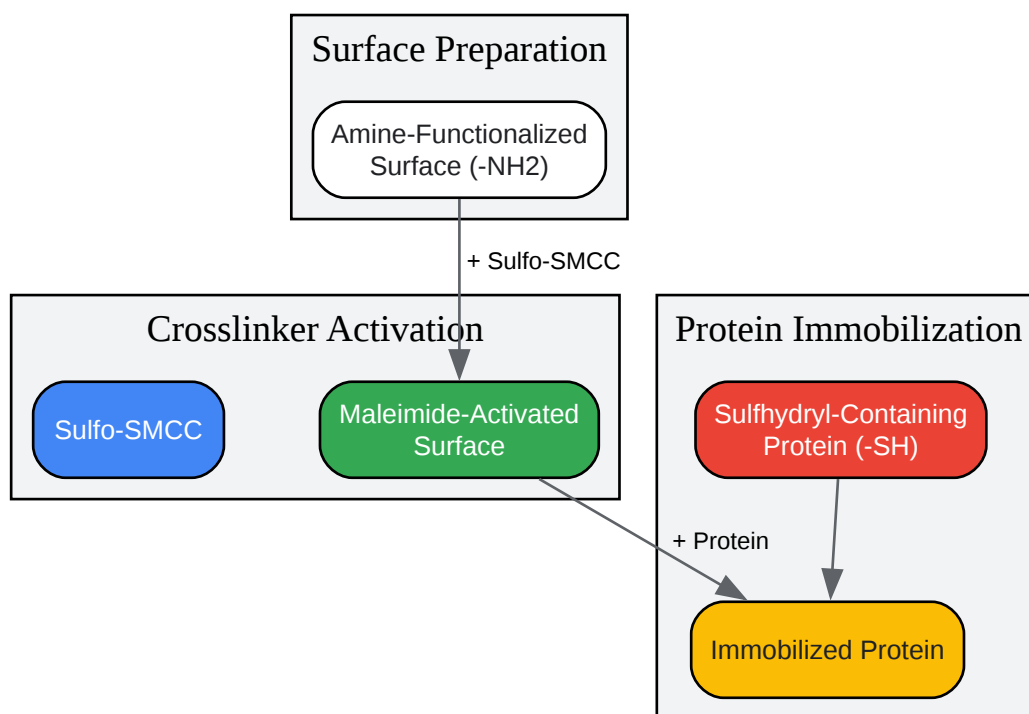 Surface Preparation
Amine-Functionalized
Surface (-NH2)
+ Sulfo-SMCC
Crosslinker Activation
Sulfo-SMCC
Maleimide-Activated
Surface
Protein Immobilization
Sulfhydryl-Containing
Protein (-SH)
+ Protein
Immobilized Protein